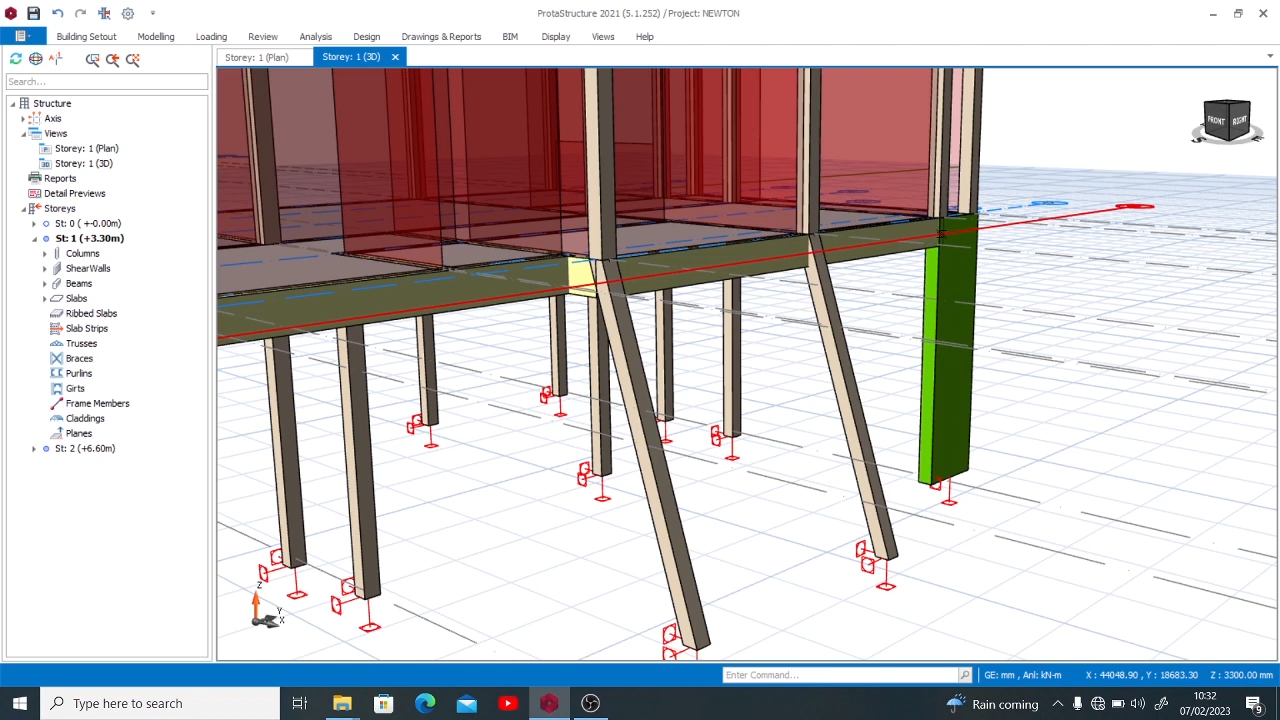 ProtaStructure 2021 (5.1.252) / Project: NEWTON
Building Setout Modelling Loading Review Analysis Design Drawings & Reports BIM Display Views Help
Storey: 1 (Plan) Storey: 1 (3D)
Search...
Structure
Axis
Views
Storey: 1 (Plan)
Storey: 1 (3D)
Reports
Detail Previews
Storeys
St: 0 ( +-0.00m)
St: 1 (+3.30m)
Columns
ShearWalls
Beams
Slabs
Ribbed Slabs
Slab Strips
Trusses
Braces
Purlins
Girts
Frame Members
Claddings
Planes
St: 2 (+6.60m)
FRONT RIGHT
Z
Y
X
Enter Command... GE: mm , Anl: kN-m X : 44048.90 , Y : 18683.30 Z : 3300.00 mm
Type here to search Rain coming 10:32
07/02/2023